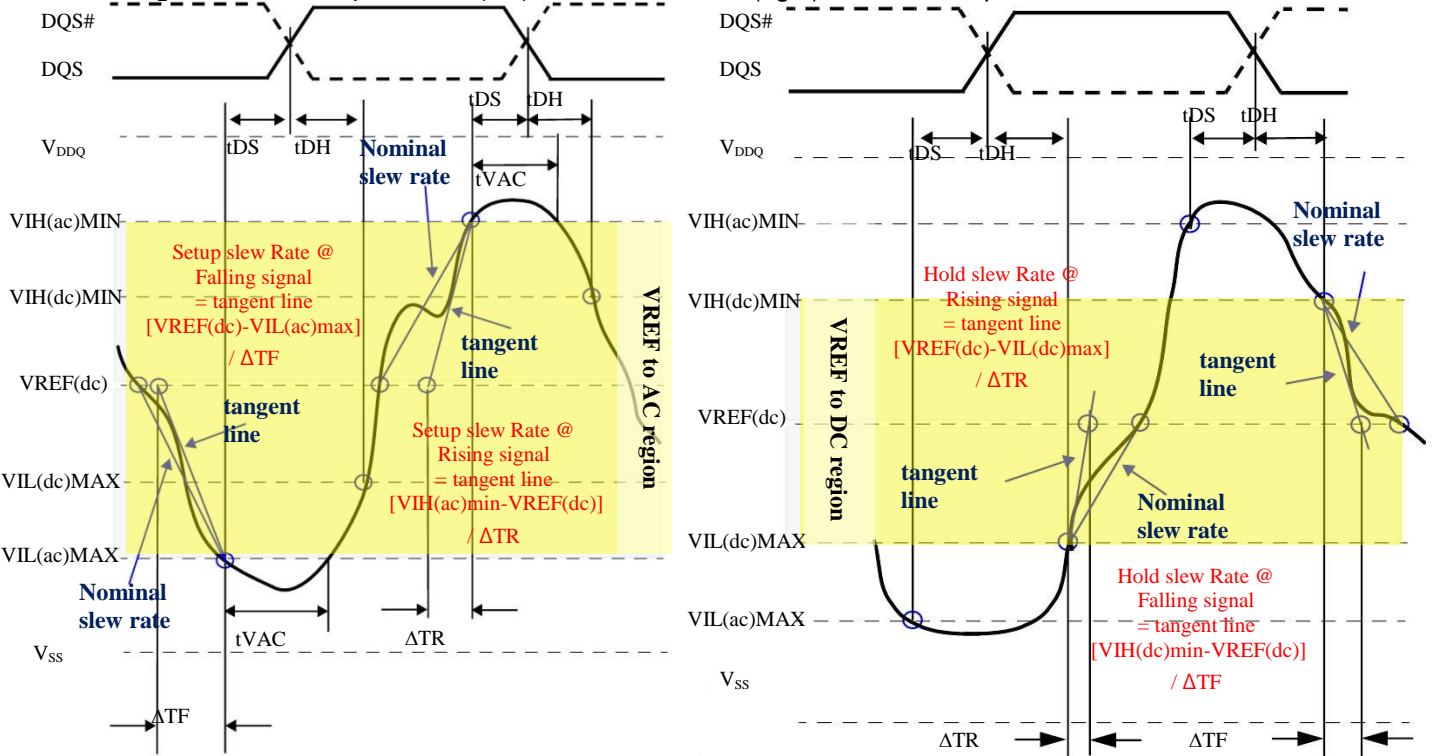 DQS#
DQS
tDS
tDH
tDS
tDH
VDDQ
Nominal
slew rate
tVAC
VIH(ac)MIN
Setup slew Rate @
Falling signal
= tangent line
[VREF(dc)-VIL(ac)max]
/ ΔTF
VIH(dc)MIN
tangent
line
VREF(dc)
tangent
line
Setup slew Rate @
Rising signal
= tangent line
[VIH(ac)min-VREF(dc)]
/ ΔTR
VREF to AC region
VIL(dc)MAX
VIL(ac)MAX
Nominal
slew rate
tVAC
ΔTR
VSS
ΔTF
DQS#
DQS
tDS
tDH
tDS
tDH
VDDQ
VIH(ac)MIN
Nominal
slew rate
Hold slew Rate @
Rising signal
= tangent line
[VREF(dc)-VIL(dc)max]
/ ΔTR
VIH(dc)MIN
VREF to DC region
tangent
line
VREF(dc)
tangent
line
Nominal
slew rate
VIL(dc)MAX
Hold slew Rate @
Falling signal
= tangent line
[VIH(dc)min-VREF(dc)]
/ ΔTF
VIL(ac)MAX
VSS
ΔTR
ΔTF